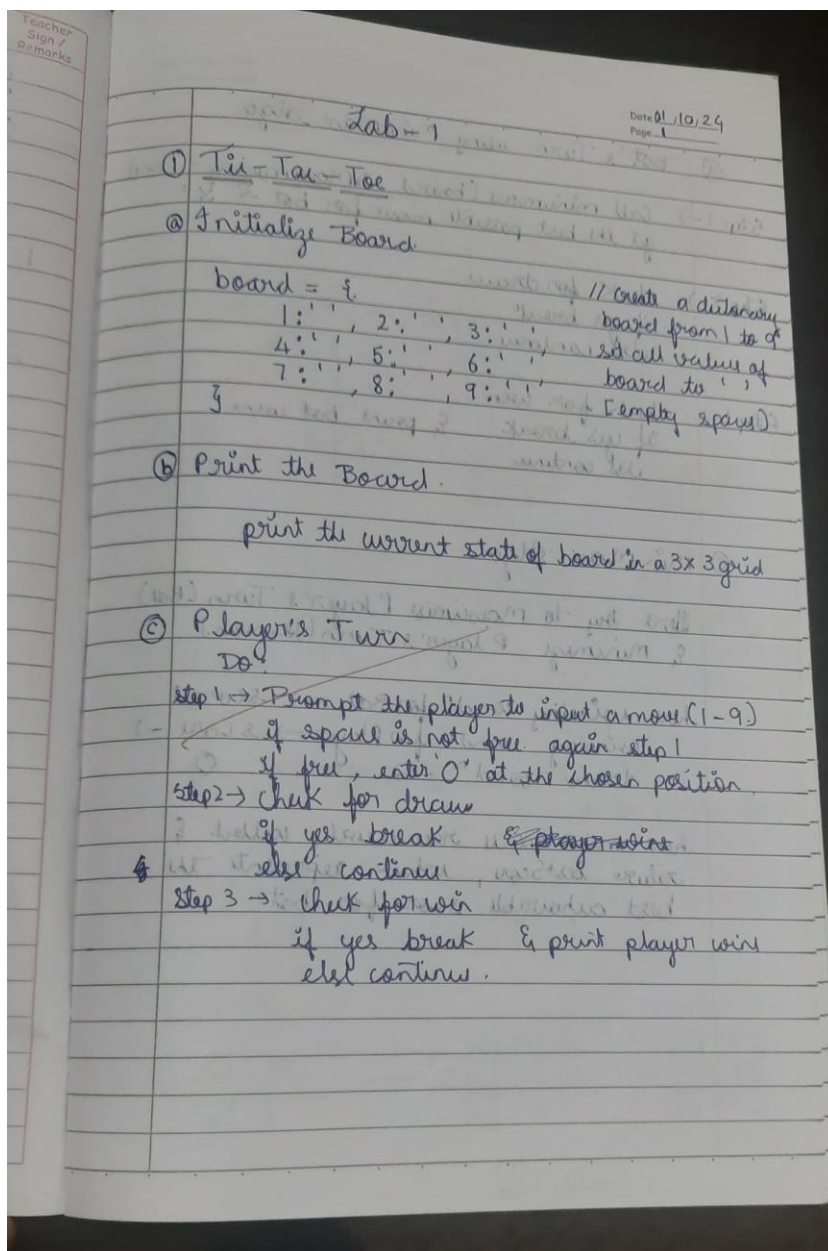 Teacher
Sign /
Remarks
Lab - 1
Date 01/10/24
Page 1
① Tic-Tac-Toe
ⓐ Initialize Board
board = {
1:' ', 2:' ', 3:' ',
4:' ', 5:' ', 6:' ',
7:' ', 8:' ', 9:' '
}
// create a dictionary
board from 1 to 9
set all values of
board to ' '
[empty spaces)
ⓑ Print the Board.
print the current state of board in a 3x3 grid
ⓒ Player's Turn
DO:
step 1 → Prompt the player to input a move (1-9)
if space is not free again step 1
If free, enter 'O' at the chosen position
step 2 → check for draw
if yes break & player wins
else continue
Step 3 → check for win
if yes break & print player wins
else continue.